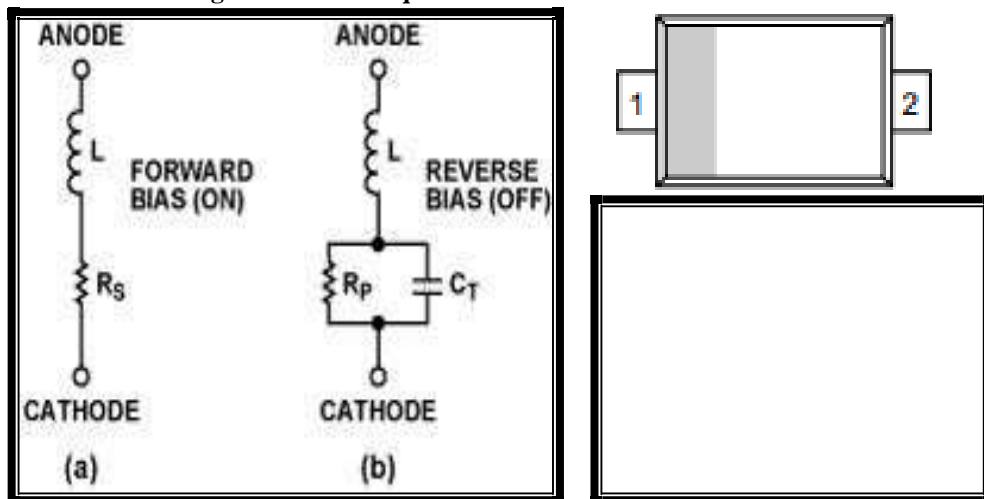 ANODE
L
FORWARD
BIAS (ON)
RS
CATHODE
(a)
ANODE
L
REVERSE
BIAS (OFF)
RP
CT
CATHODE
(b)
1
2